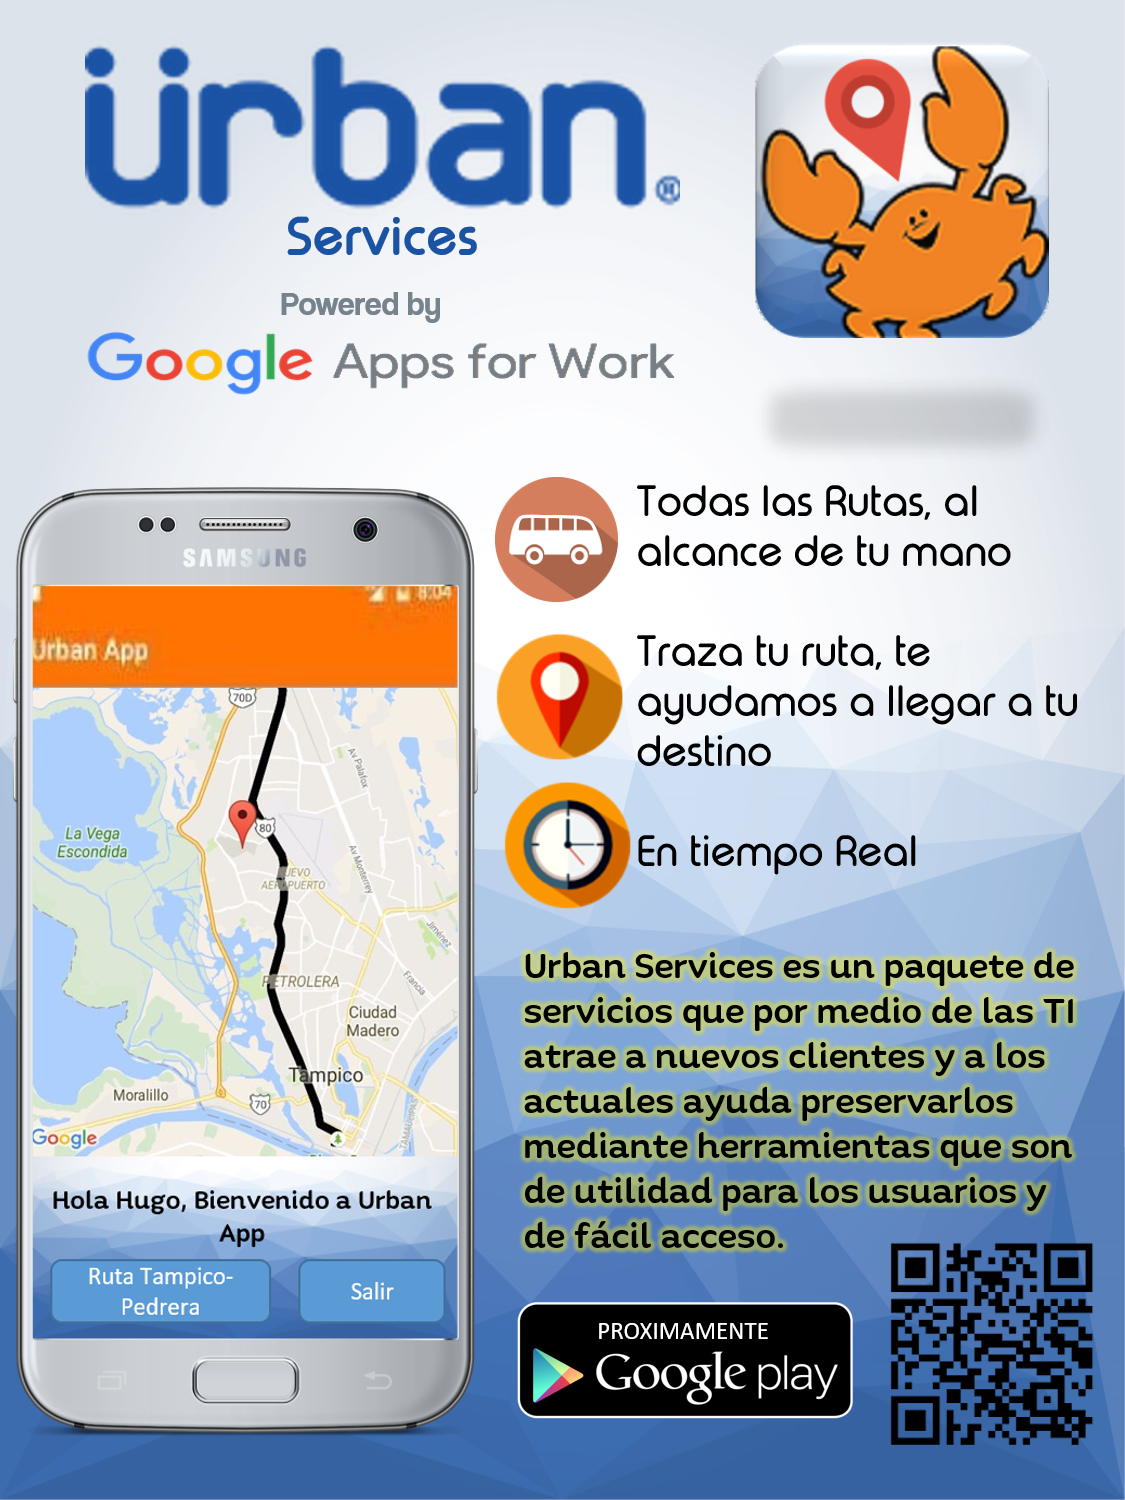 ürban®
Services
Powered by
Google Apps for Work
Todas las Rutas, al
alcance de tu mano
Traza tu ruta, te
ayudamos a llegar a tu
destino
En tiempo Real
SAMSUNG
8:04
Urban App
70D
Av Palafox
La Vega
Escondida
80
Av Monterrey
NUEVO
AEROPUERTO
Jiménez
PETROLERA
Francia
Ciudad
Madero
Tampico
Moralillo
70
TAMAULIPAS
Google
Hola Hugo, Bienvenido a Urban
App
Ruta Tampico-
Pedrera
Salir
Urban Services es un paquete de
servicios que por medio de las TI
atrae a nuevos clientes y a los
actuales ayuda preservarlos
mediante herramientas que son
de utilidad para los usuarios y
de fácil acceso.
PROXIMAMENTE
Google play